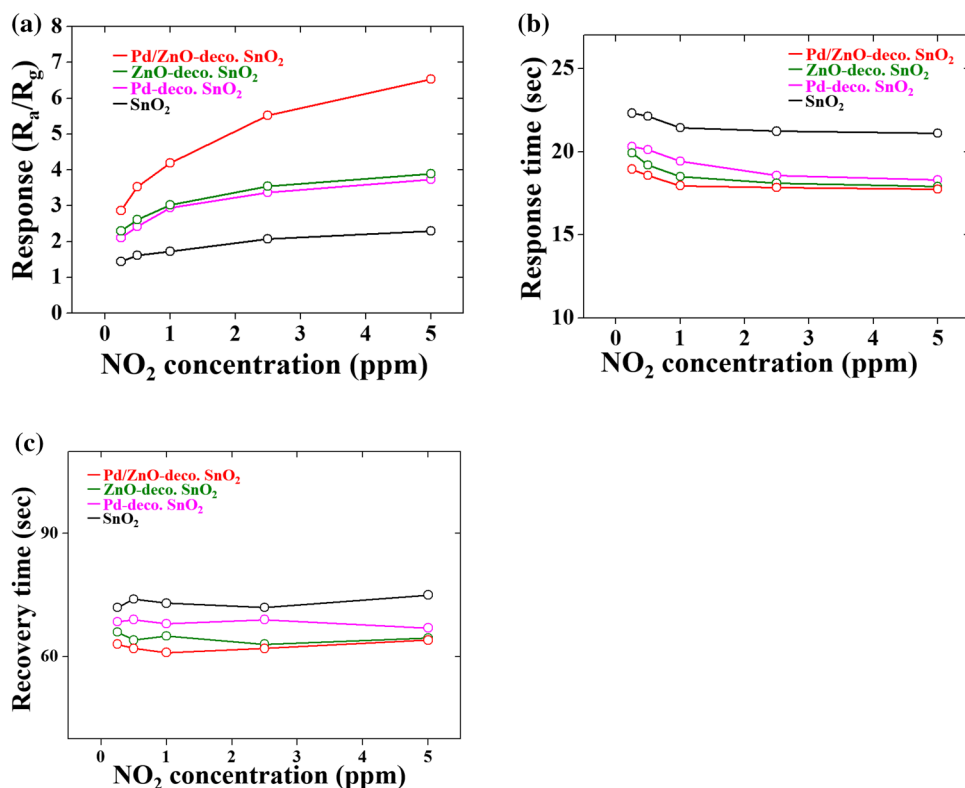 (a)
8
7
6
5
4
3
2
1
0
Response (Ra/Rg)
Pd/ZnO-deco. SnO2
ZnO-deco. SnO2
Pd-deco. SnO2
SnO2
0 1 2 3 4 5
NO2 concentration (ppm)
(b)
25
20
15
10
Response time (sec)
Pd/ZnO-deco. SnO2
ZnO-deco. SnO2
Pd-deco. SnO2
SnO2
0 1 2 3 4 5
NO2 concentration (ppm)
(c)
90
60
Recovery time (sec)
Pd/ZnO-deco. SnO2
ZnO-deco. SnO2
Pd-deco. SnO2
SnO2
0 1 2 3 4 5
NO2 concentration (ppm)